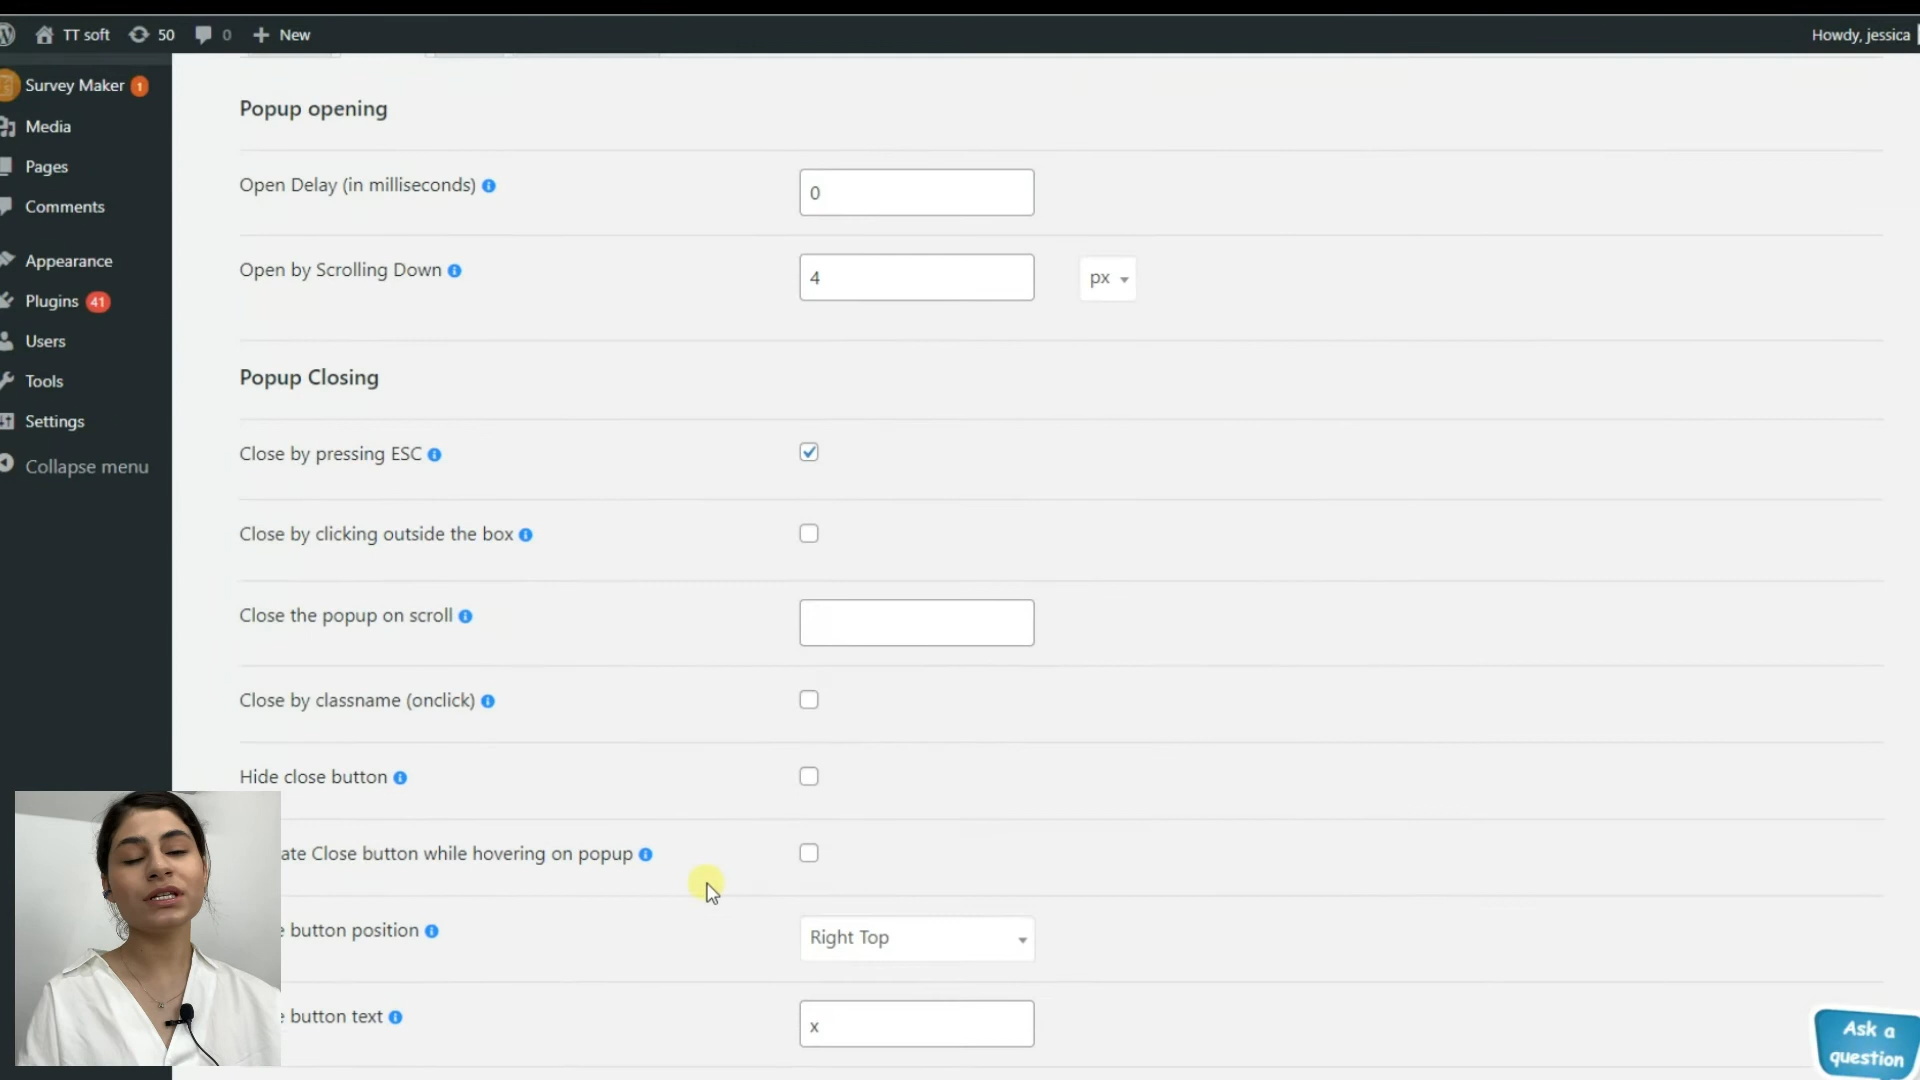 TT soft 50 0 New Howdy, jessica
Survey Maker 1
Media
Pages
Comments
Appearance
Plugins 41
Users
Tools
Settings
Collapse menu
Popup opening
Open Delay (in milliseconds) 0
Open by Scrolling Down 4 px
Popup Closing
Close by pressing ESC
Close by clicking outside the box
Close the popup on scroll
Close by classname (onclick)
Hide close button
ate Close button while hovering on popup
e button position Right Top
e button text x
Ask a
question